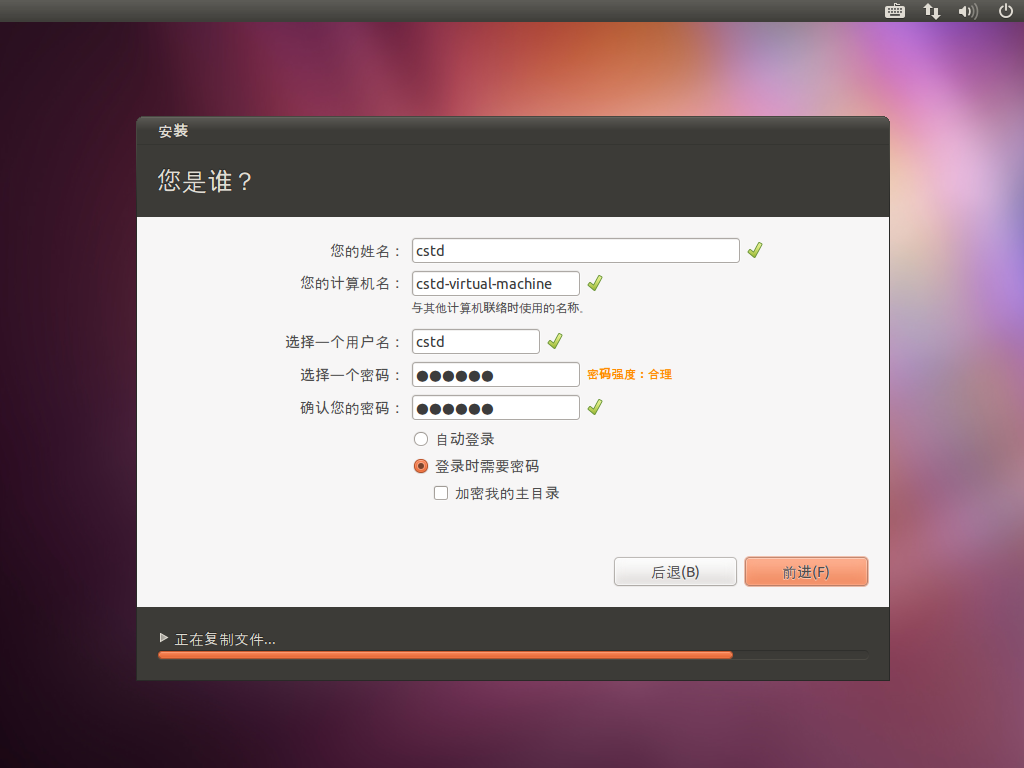 安装
您是谁？
您的姓名： cstd
您的计算机名： cstd-virtual-machine
与其他计算机联络时使用的名称。
选择一个用户名： cstd
选择一个密码： ●●●●●● 密码强度：合理
确认您的密码： ●●●●●●
自动登录
登录时需要密码
加密我的主目录
后退(B) 前进(F)
正在复制文件...